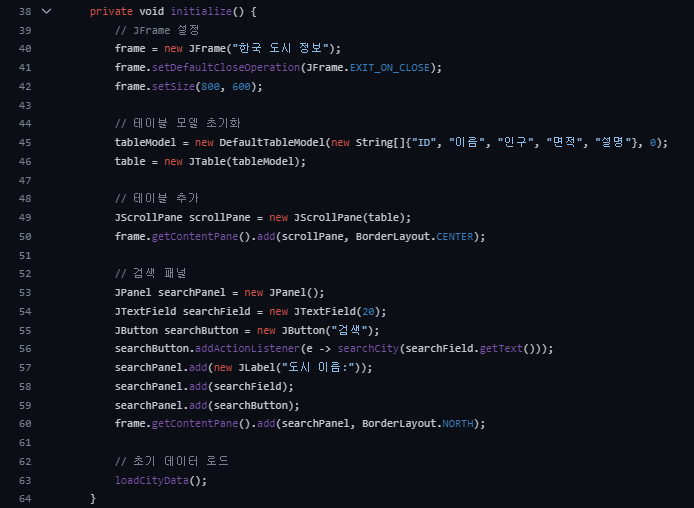 38 private void initialize() {
39 // JFrame 설정
40 frame = new JFrame("한국 도시 정보");
41 frame.setDefaultCloseOperation(JFrame.EXIT_ON_CLOSE);
42 frame.setSize(800, 600);
43
44 // 테이블 모델 초기화
45 tableModel = new DefaultTableModel(new String[]{"ID", "이름", "인구", "면적", "설명"}, 0);
46 table = new JTable(tableModel);
47
48 // 테이블 추가
49 JScrollPane scrollPane = new JScrollPane(table);
50 frame.getContentPane().add(scrollPane, BorderLayout.CENTER);
51
52 // 검색 패널
53 JPanel searchPanel = new JPanel();
54 JTextField searchField = new JTextField(20);
55 JButton searchButton = new JButton("검색");
56 searchButton.addActionListener(e -> searchCity(searchField.getText()));
57 searchPanel.add(new JLabel("도시 이름:"));
58 searchPanel.add(searchField);
59 searchPanel.add(searchButton);
60 frame.getContentPane().add(searchPanel, BorderLayout.NORTH);
61
62 // 초기 데이터 로드
63 loadCityData();
64 }